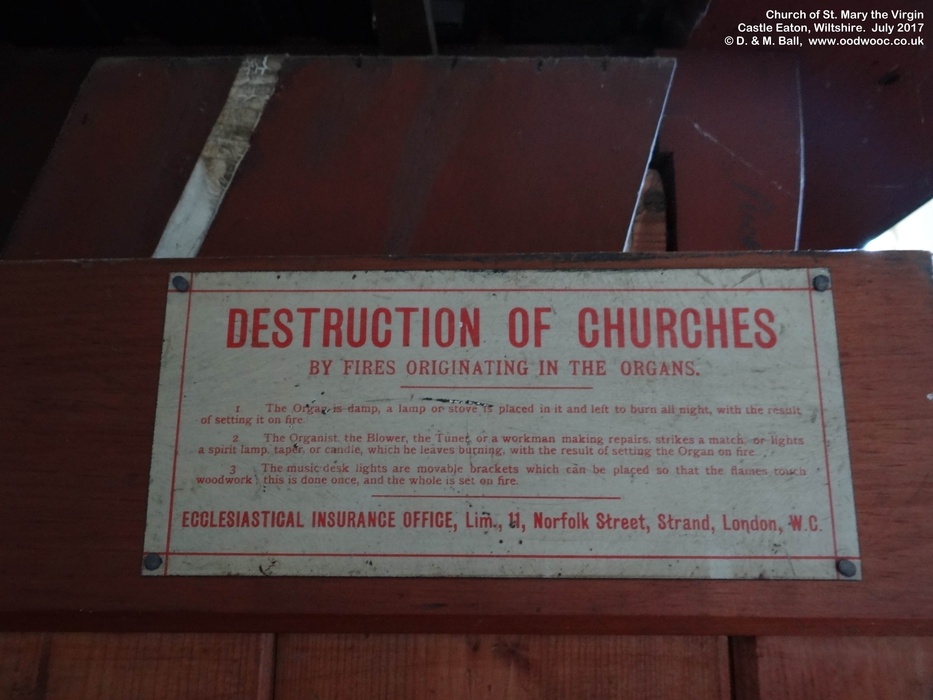 Church of St. Mary the Virgin
Castle Eaton, Wiltshire. July 2017
© D. & M. Ball, www.oodwooc.co.uk
DESTRUCTION OF CHURCHES
BY FIRES ORIGINATING IN THE ORGANS.
1 The Organ is damp, a lamp or stove is placed in it and left to burn all night, with the result
of setting it on fire.
2 The Organist, the Blower, the Tuner, or a workman making repairs, strikes a match, or lights
a spirit lamp, taper, or candle, which he leaves burning, with the result of setting the Organ on fire.
3 The music desk lights are movable brackets which can be placed so that the flames touch
woodwork; this is done once, and the whole is set on fire.
ECCLESIASTICAL INSURANCE OFFICE, Lim., 11, Norfolk Street, Strand, London, W.C.